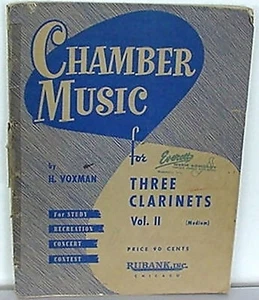 CHAMBER
MUSIC
by
H. VOXMAN
for
Everett
THREE
CLARINETS
Vol. II (Medium)
For STUDY
RECREATION
CONCERT
CONTEST
PRICE 90 CENTS
RUBANK, INC.
CHICAGO